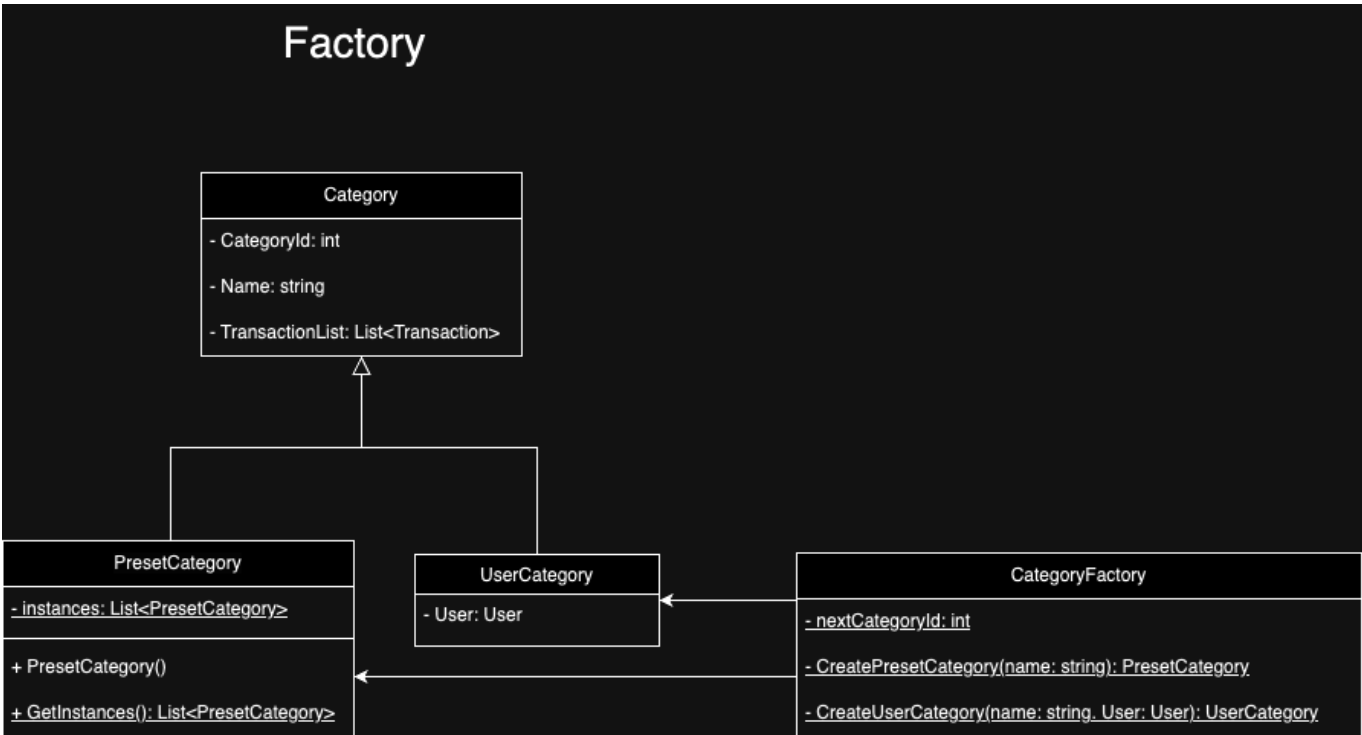 Factory
Category
- CategoryId: int
- Name: string
- TransactionList: List<Transaction>
PresetCategory
- instances: List<PresetCategory>
+ PresetCategory()
+ GetInstances(): List<PresetCategory>
UserCategory
- User: User
CategoryFactory
- nextCategoryId: int
- CreatePresetCategory(name: string): PresetCategory
- CreateUserCategory(name: string, User: User): UserCategory